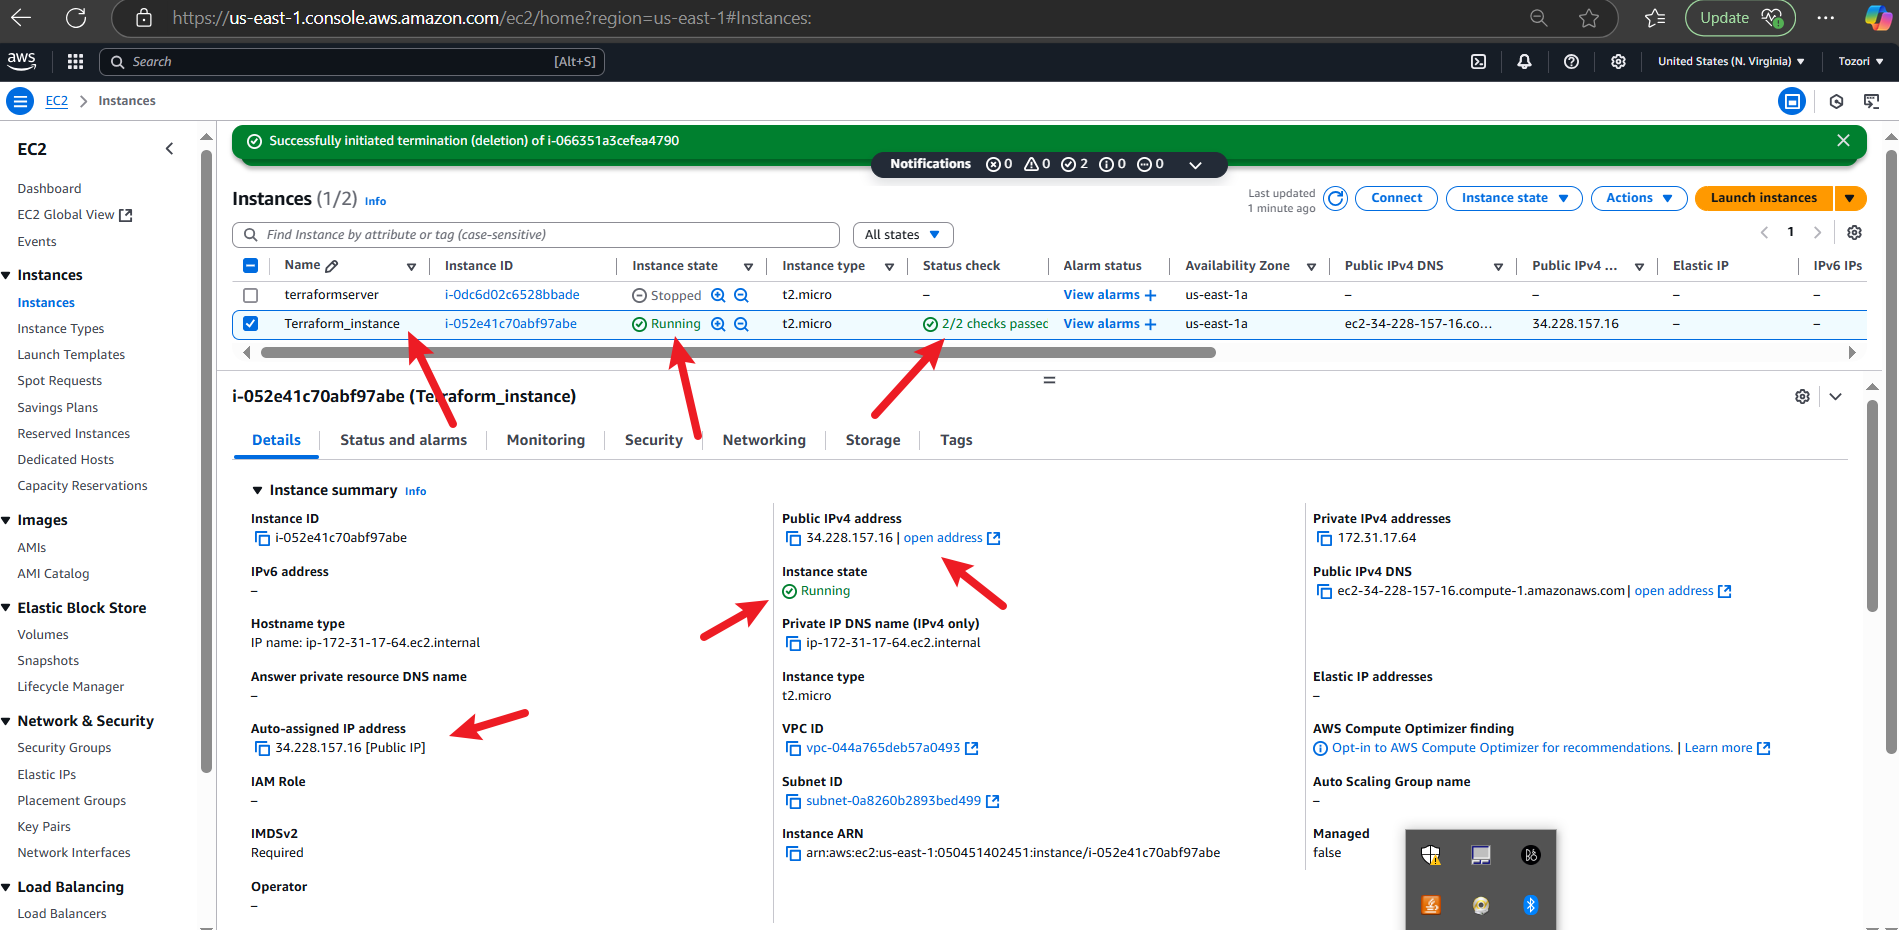 https://us-east-1.console.aws.amazon.com/ec2/home?region=us-east-1#Instances:
Update
aws
Search
[Alt+S]
United States (N. Virginia)
Tozori
EC2
Instances
EC2
Dashboard
EC2 Global View
Events
Instances
Instances
Instance Types
Launch Templates
Spot Requests
Savings Plans
Reserved Instances
Dedicated Hosts
Capacity Reservations
Images
AMIs
AMI Catalog
Elastic Block Store
Volumes
Snapshots
Lifecycle Manager
Network & Security
Security Groups
Elastic IPs
Placement Groups
Key Pairs
Network Interfaces
Load Balancing
Load Balancers
Successfully initiated termination (deletion) of i-066351a3cefea4790
Notifications 0 0 2 0 0
Instances (1/2) Info
Last updated
1 minute ago
Connect
Instance state
Actions
Launch instances
Find Instance by attribute or tag (case-sensitive)
All states
1
Name Instance ID Instance state Instance type Status check Alarm status Availability Zone Public IPv4 DNS Public IPv4 ... Elastic IP IPv6 IPs
terraformserver i-0dc6d02c6528bbade Stopped t2.micro – View alarms + us-east-1a – – – –
Terraform_instance i-052e41c70abf97abe Running t2.micro 2/2 checks passec View alarms + us-east-1a ec2-34-228-157-16.co... 34.228.157.16 – –
i-052e41c70abf97abe (Terraform_instance)
Details
Status and alarms
Monitoring
Security
Networking
Storage
Tags
Instance summary Info
Instance ID
i-052e41c70abf97abe
Public IPv4 address
34.228.157.16 | open address
Private IPv4 addresses
172.31.17.64
IPv6 address
–
Instance state
Running
Public IPv4 DNS
ec2-34-228-157-16.compute-1.amazonaws.com | open address
Hostname type
IP name: ip-172-31-17-64.ec2.internal
Private IP DNS name (IPv4 only)
ip-172-31-17-64.ec2.internal
Answer private resource DNS name
–
Instance type
t2.micro
Elastic IP addresses
–
Auto-assigned IP address
34.228.157.16 [Public IP]
VPC ID
vpc-044a765deb57a0493
AWS Compute Optimizer finding
Opt-in to AWS Compute Optimizer for recommendations. | Learn more
IAM Role
–
Subnet ID
subnet-0a8260b2893bed499
Auto Scaling Group name
–
IMDSv2
Required
Instance ARN
arn:aws:ec2:us-east-1:050451402451:instance/i-052e41c70abf97abe
Managed
false
Operator
–